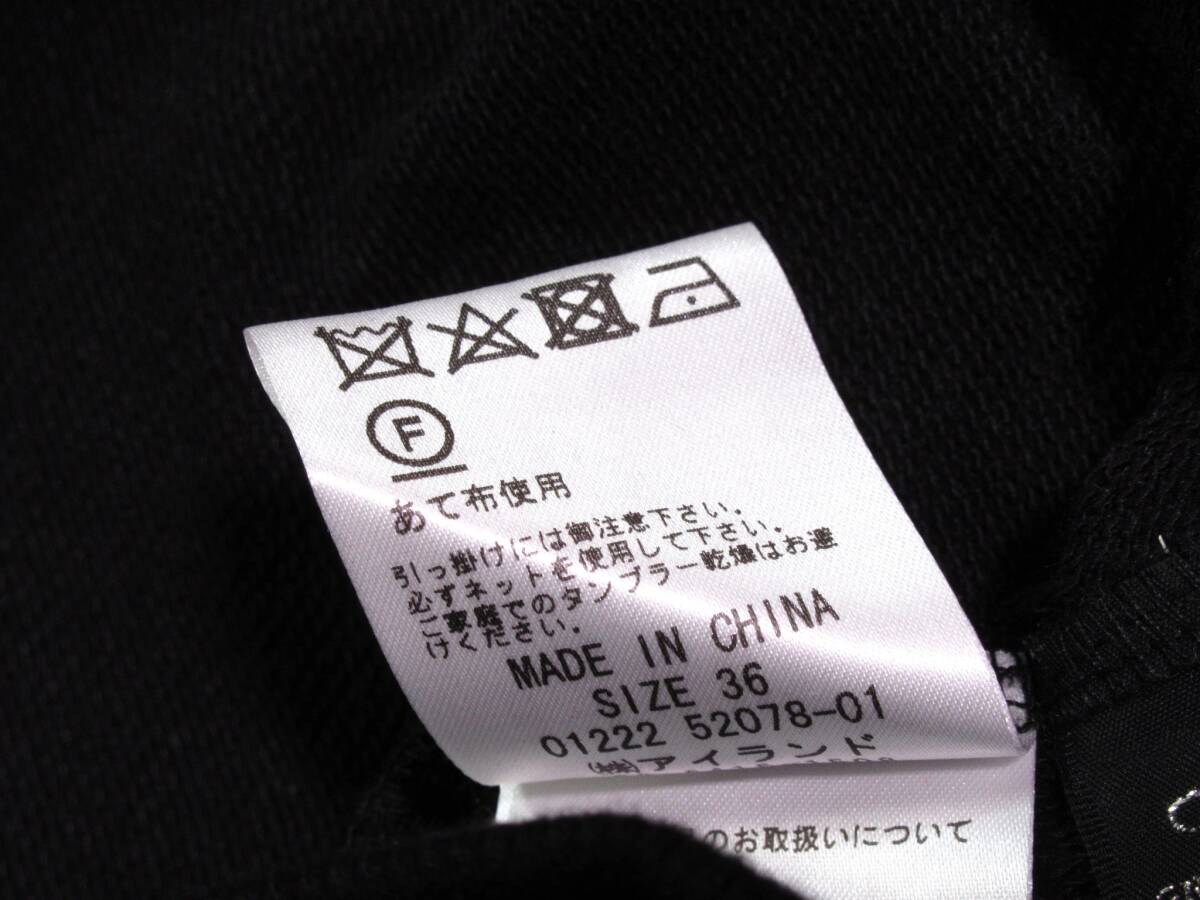 F
あて布使用
引っ掛けには御注意下さい。
必ずネットを使用して下さい。
ご家庭でのタンブラー乾燥はお避
けください。
MADE IN CHINA
SIZE 36
01222 52078-01
㈱アイランド
のお取扱いについて